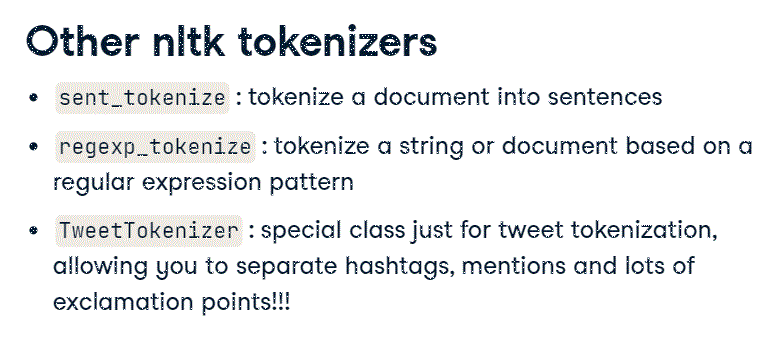 Other nltk tokenizers
• sent_tokenize : tokenize a document into sentences
• regexp_tokenize : tokenize a string or document based on a
regular expression pattern
• TweetTokenizer : special class just for tweet tokenization,
allowing you to separate hashtags, mentions and lots of
exclamation points!!!